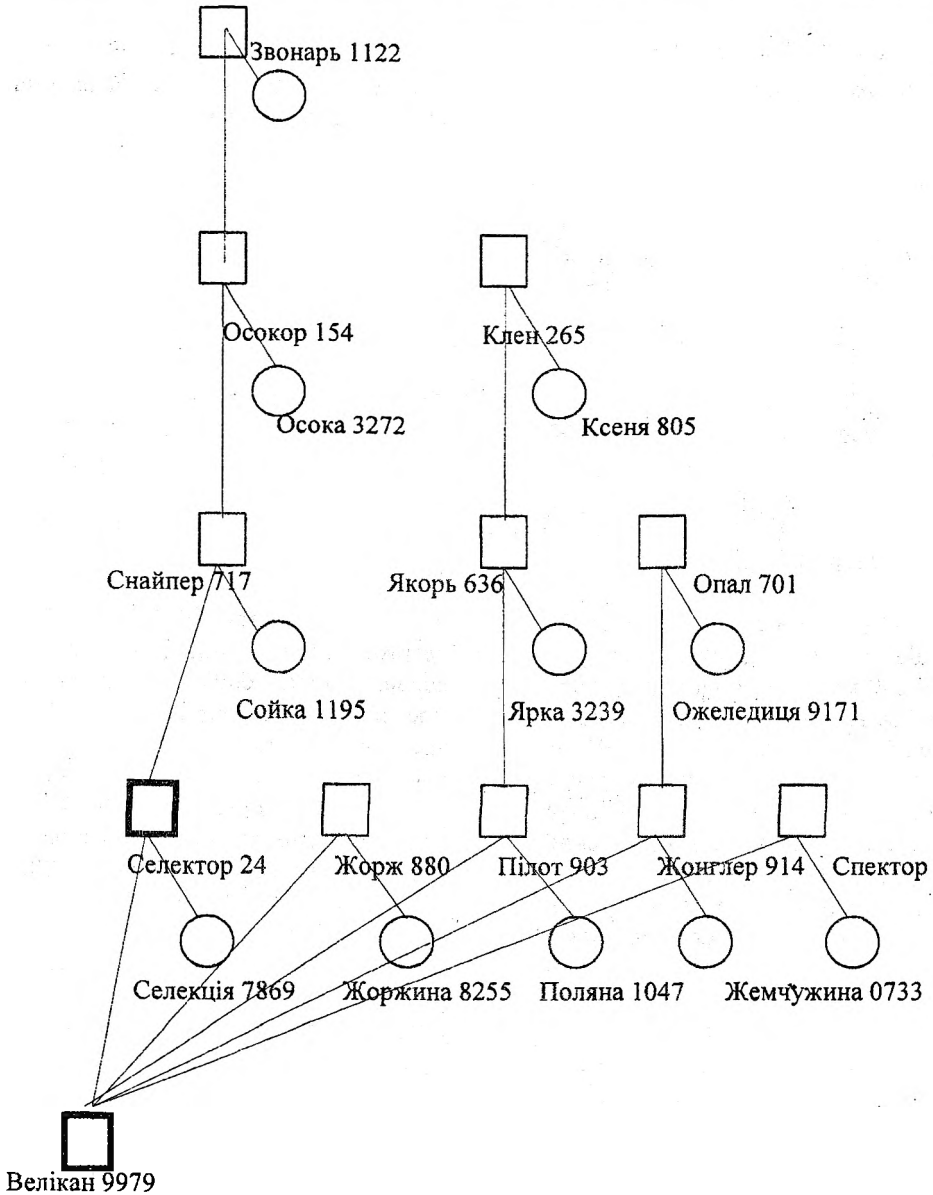 Звонарь 1122
Осокор 154
Клен 265
Осока 3272
Ксеня 805
Снайпер 717
Якорь 636
Опал 701
Сойка 1195
Ярка 3239
Ожеледиця 9171
Селектор 24
Жорж 880
Пілот 903
Жонглер 914
Спектор
Селекція 7869
Жоржина 8255
Поляна 1047
Жемчужина 0733
Велікан 9979